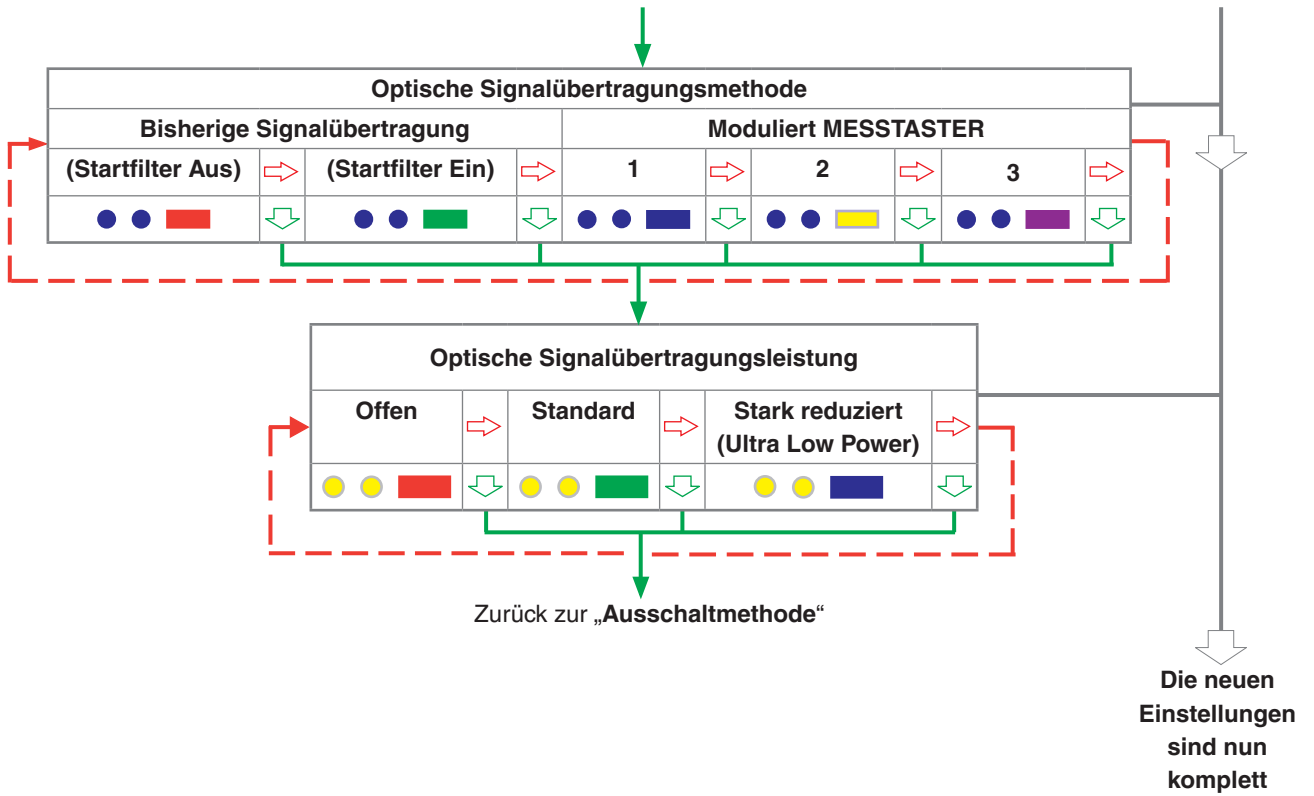 Optische Signalübertragungsmethode
Bisherige Signalübertragung
Moduliert MESSTASTER
(Startfilter Aus)
(Startfilter Ein)
1
2
3
Optische Signalübertragungsleistung
Offen
Standard
Stark reduziert
(Ultra Low Power)
Zurück zur „Ausschaltmethode“
Die neuen
Einstellungen
sind nun
komplett